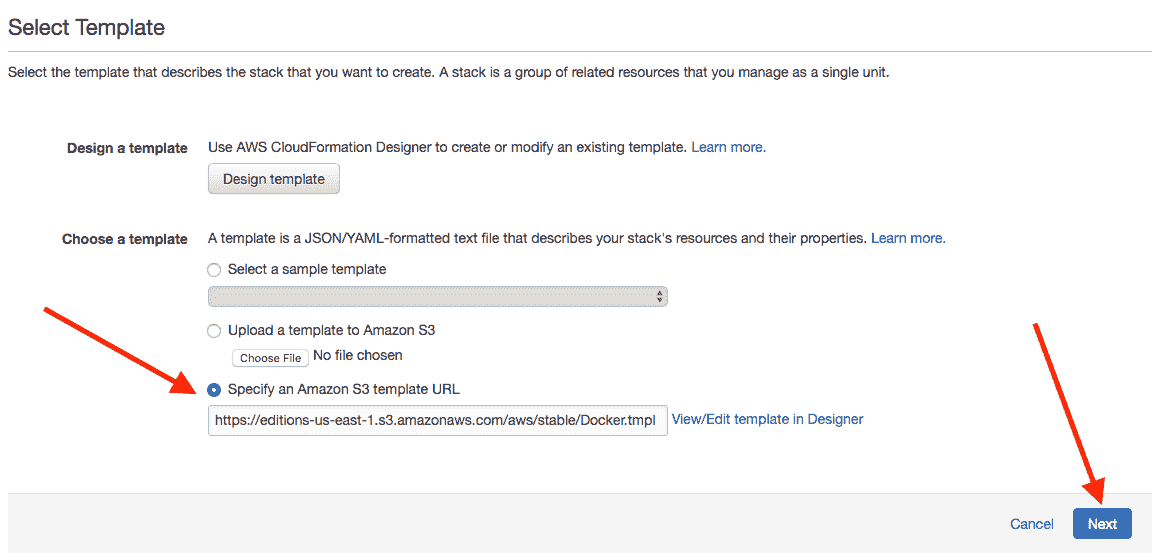 Select Template
Select the template that describes the stack that you want to create. A stack is a group of related resources that you manage as a single unit.
Design a template Use AWS CloudFormation Designer to create or modify an existing template. Learn more.
Design template
Choose a template A template is a JSON/YAML-formatted text file that describes your stack's resources and their properties. Learn more.
Select a sample template
Upload a template to Amazon S3
Choose File No file chosen
Specify an Amazon S3 template URL
https://editions-us-east-1.s3.amazonaws.com/aws/stable/Docker.tmpl View/Edit template in Designer
Cancel Next